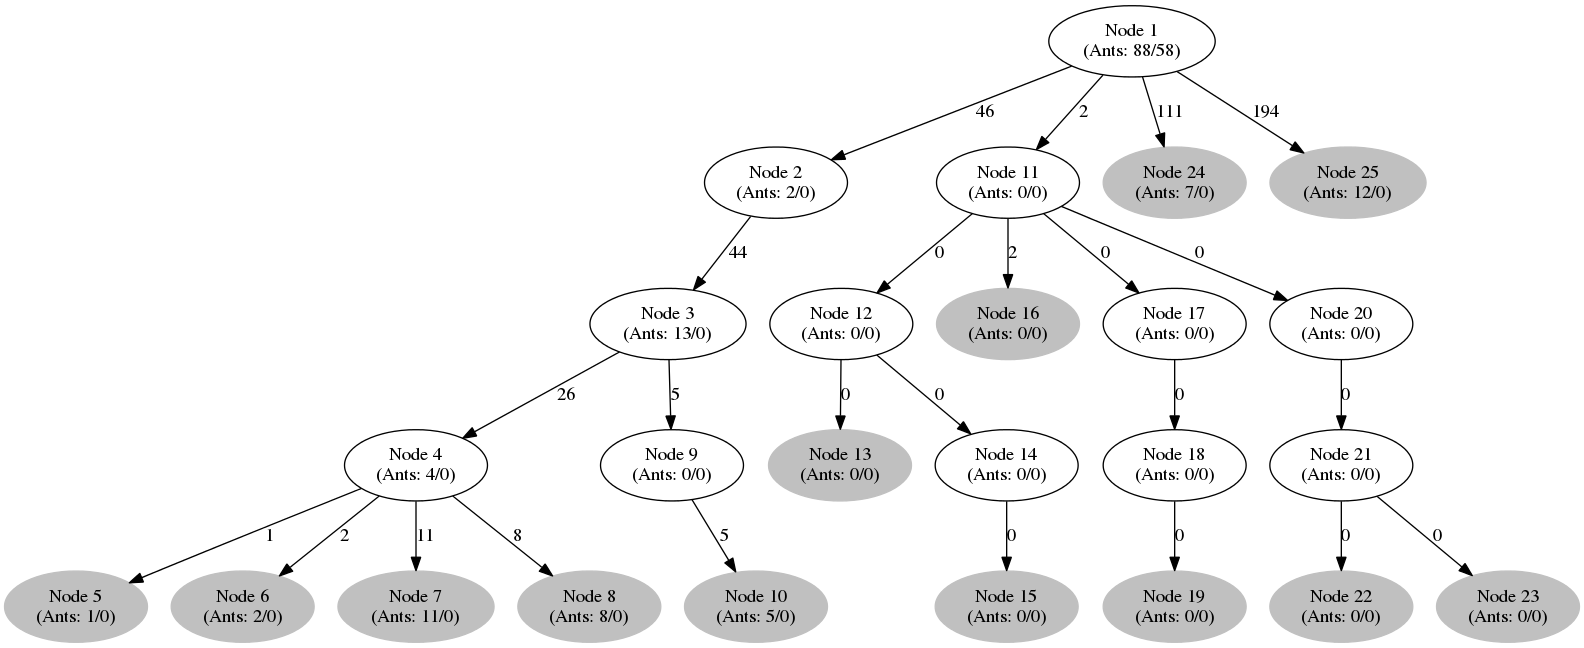 Node 1
(Ants: 88/58)
46
2
111
194
Node 2
(Ants: 2/0)
Node 11
(Ants: 0/0)
Node 24
(Ants: 7/0)
Node 25
(Ants: 12/0)
44
0
2
0
0
Node 3
(Ants: 13/0)
Node 12
(Ants: 0/0)
Node 16
(Ants: 0/0)
Node 17
(Ants: 0/0)
Node 20
(Ants: 0/0)
26
5
0
0
0
0
Node 4
(Ants: 4/0)
Node 9
(Ants: 0/0)
Node 13
(Ants: 0/0)
Node 14
(Ants: 0/0)
Node 18
(Ants: 0/0)
Node 21
(Ants: 0/0)
1
2
11
8
5
0
0
0
0
Node 5
(Ants: 1/0)
Node 6
(Ants: 2/0)
Node 7
(Ants: 11/0)
Node 8
(Ants: 8/0)
Node 10
(Ants: 5/0)
Node 15
(Ants: 0/0)
Node 19
(Ants: 0/0)
Node 22
(Ants: 0/0)
Node 23
(Ants: 0/0)